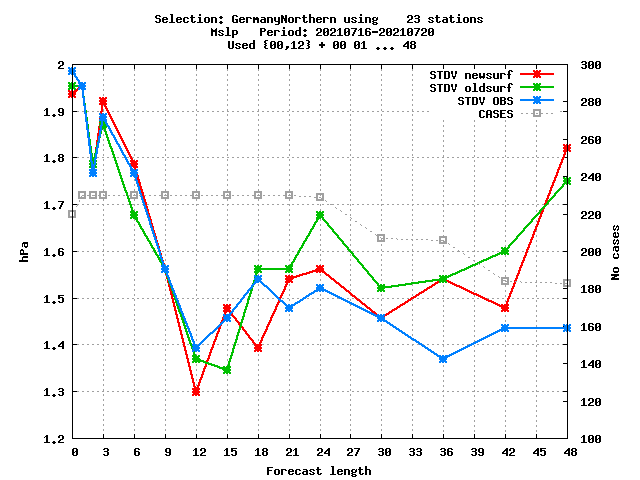 Selection: GermanyNorthern using    23 stations
Mslp   Period: 20210716-20210720
Used {00,12} + 00 01 ... 48
STDV newsurf
STDV oldsurf
STDV OBS
CASES
2
1.9
1.8
1.7
1.6
1.5
1.4
1.3
1.2
hPa
300
280
260
240
220
200
180
160
140
120
100
No cases
0 3 6 9 12 15 18 21 24 27 30 33 36 39 42 45 48
Forecast length